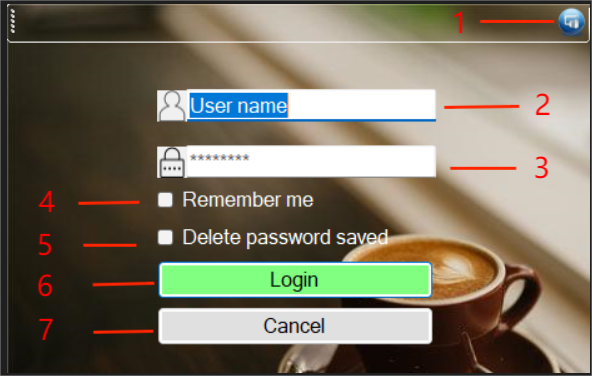 1
User name 2
******** 3
4 Remember me
5 Delete password saved
6 Login
7 Cancel